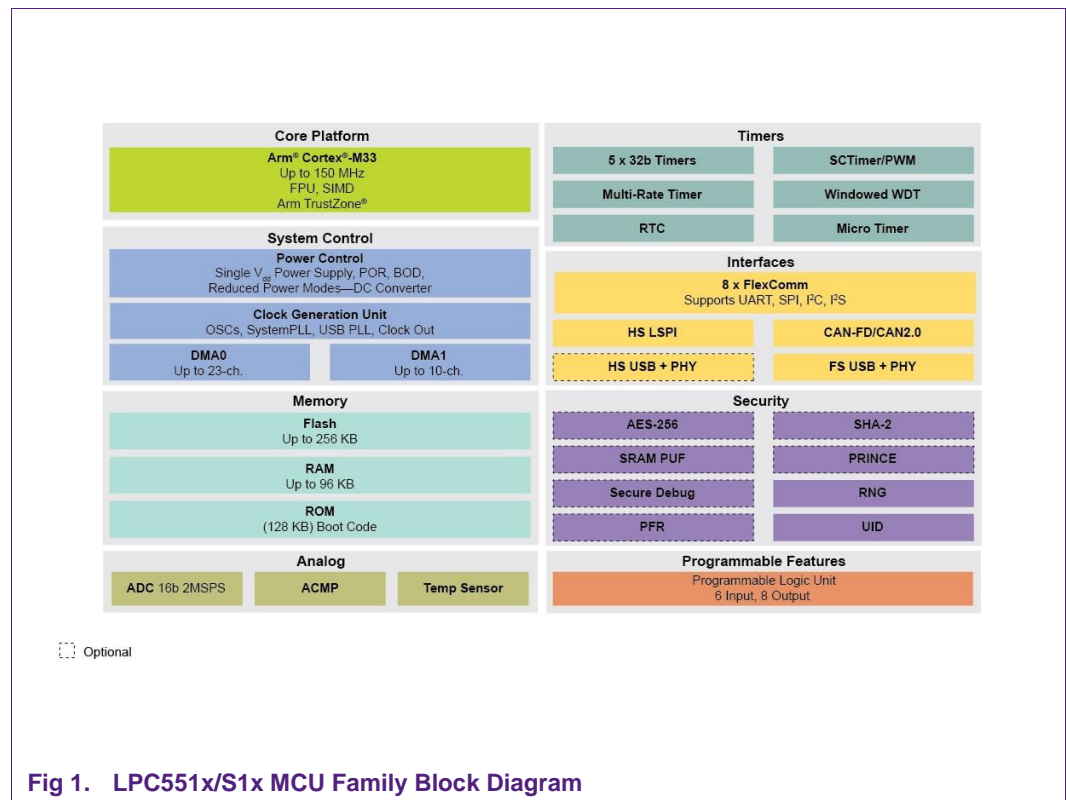 Core Platform
Arm® Cortex®-M33
Up to 150 MHz
FPU, SIMD
Arm TrustZone®
System Control
Power Control
Single Vdd Power Supply, POR, BOD,
Reduced Power Modes—DC Converter
Clock Generation Unit
OSCs, SystemPLL, USB PLL, Clock Out
DMA0
Up to 23-ch.
DMA1
Up to 10-ch.
Memory
Flash
Up to 256 KB
RAM
Up to 96 KB
ROM
(128 KB) Boot Code
Analog
ADC 16b 2MSPS
ACMP
Temp Sensor
Timers
5 x 32b Timers
SCTimer/PWM
Multi-Rate Timer
Windowed WDT
RTC
Micro Timer
Interfaces
8 x FlexComm
Supports UART, SPI, I²C, I²S
HS LSPI
CAN-FD/CAN2.0
HS USB + PHY
FS USB + PHY
Security
AES-256
SHA-2
SRAM PUF
PRINCE
Secure Debug
RNG
PFR
UID
Programmable Features
Programmable Logic Unit
6 Input, 8 Output
Optional
Fig 1. LPC551x/S1x MCU Family Block Diagram